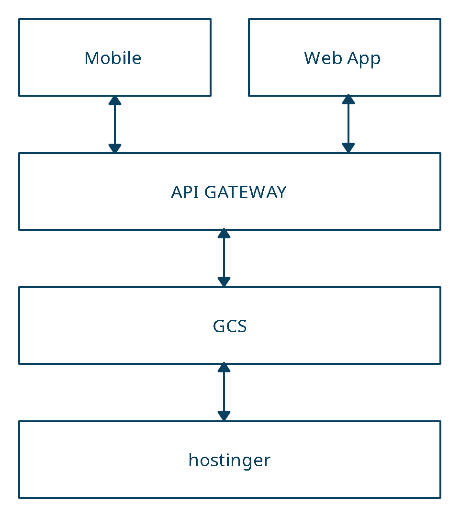 Mobile
Web App
API GATEWAY
GCS
hostinger